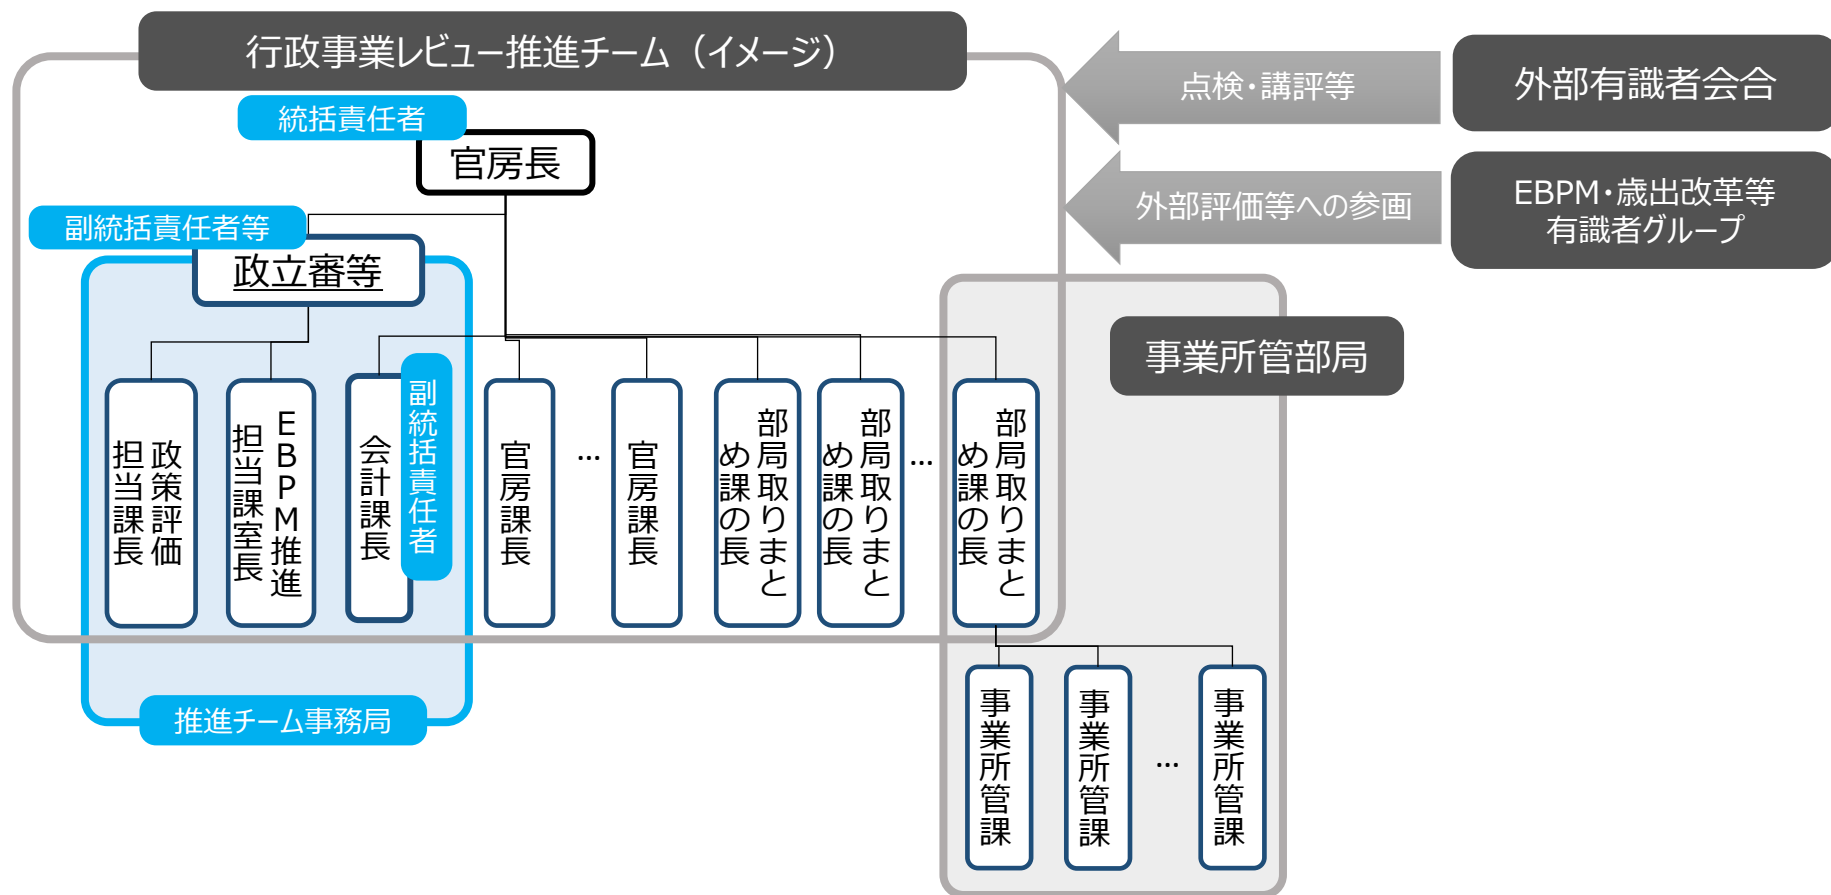 行政事業レビュー推進チーム（イメージ）
点検・講評等
外部有識者会合
統括責任者
官房長
外部評価等への参画
EBPM・歳出改革等
有識者グループ
副統括責任者等
政立審等
事業所管部局
政策評価
担当課長
EBPM推進
担当課室長
会計課長
副統括責任者
官房課長
…
官房課長
部局取りまと
め課の長
部局取りまと
め課の長
…
部局取りまと
め課の長
推進チーム事務局
事業所管課
事業所管課
…
事業所管課